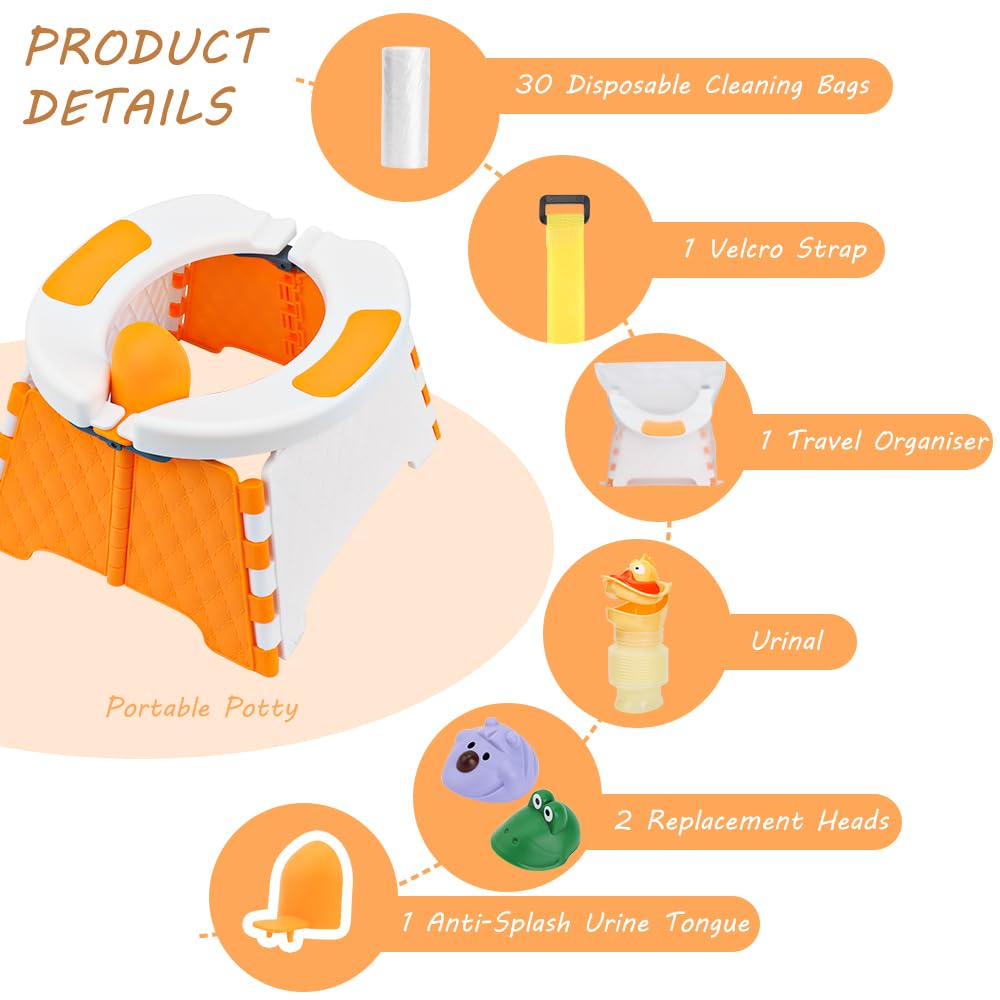 PRODUCT
DETAILS
30 Disposable Cleaning Bags
1 Velcro Strap
1 Travel Organiser
Urinal
Portable Potty
2 Replacement Heads
1 Anti-Splash Urine Tongue